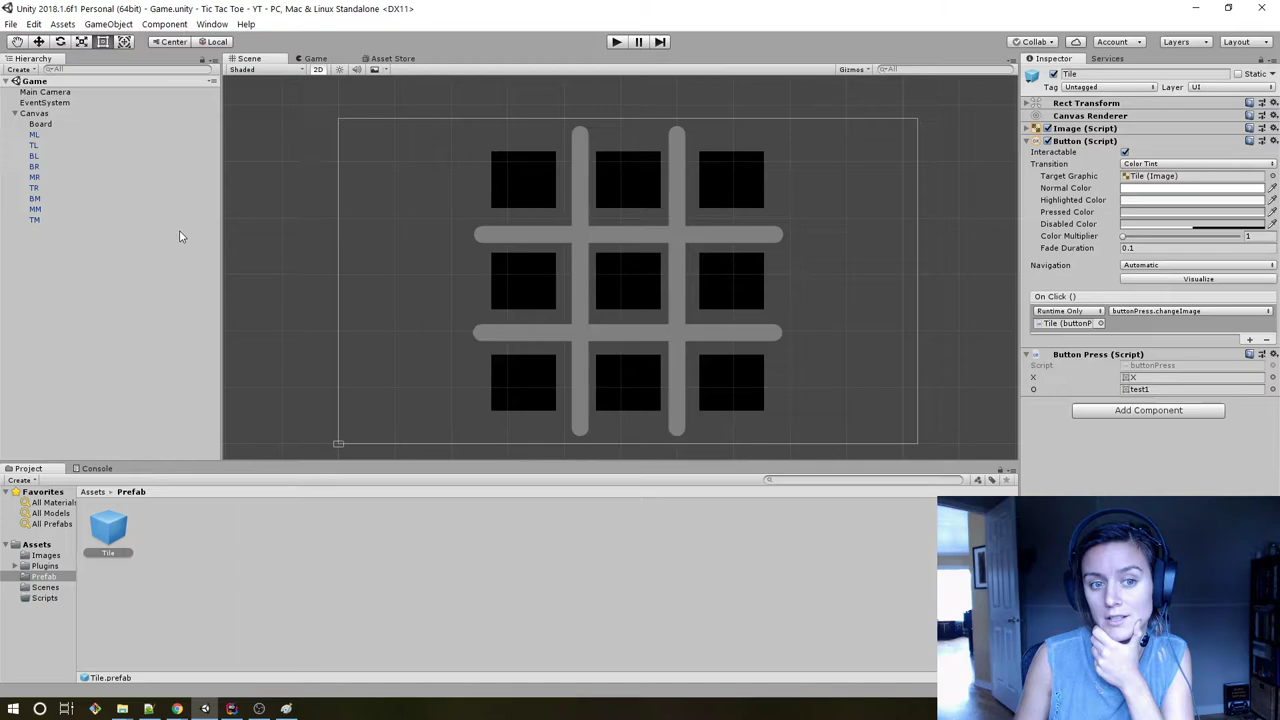 Unity 2018.1.6f1 Personal (64bit) - Game.unity - Tic Tac Toe - YT - PC, Mac & Linux Standalone <DX11>
File Edit Assets GameObject Component Window Help
Center Local
Collab Account Layers Layout
Hierarchy
Create All
Game
Main Camera
EventSystem
Canvas
Board
ML
TL
BL
BR
MR
TR
BM
MM
TM
Scene Game Asset Store
Shaded 2D Gizmos All
Inspector Services
Tile Static
Tag Untagged Layer UI
Rect Transform
Canvas Renderer
Image (Script)
Button (Script)
Interactable
Transition Color Tint
Target Graphic Tile (Image)
Normal Color
Highlighted Color
Pressed Color
Disabled Color
Color Multiplier 1
Fade Duration 0.1
Navigation Automatic
Visualize
On Click ()
Runtime Only buttonPress.changeImage
Tile (buttonP
Button Press (Script)
Script buttonPress
X X
O test1
Add Component
Project Console
Create
Favorites
All Materials
All Models
All Prefabs
Assets
Images
Plugins
Prefab
Scenes
Scripts
Assets Prefab
Tile
Tile.prefab